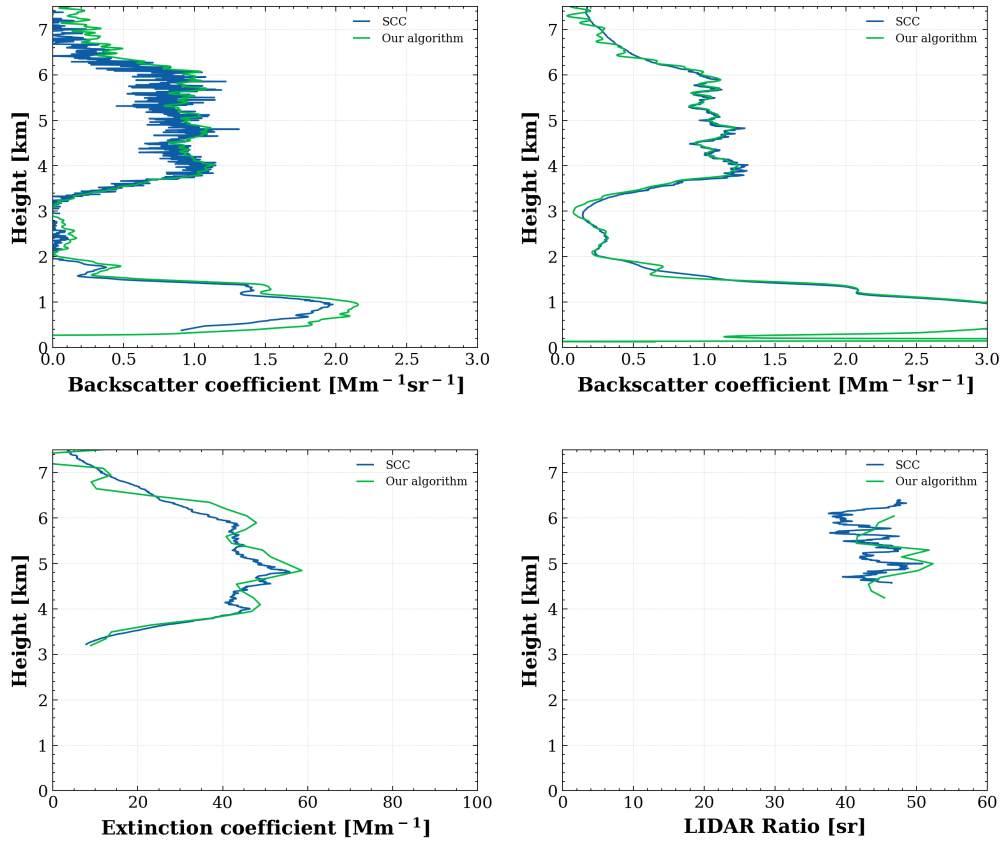 7
6
5
4
3
2
1
0
Height [km]
SCC
Our algorithm
0.0 0.5 1.0 1.5 2.0 2.5 3.0
Backscatter coefficient [Mm⁻¹sr⁻¹]
7
6
5
4
3
2
1
0
Height [km]
SCC
Our algorithm
0.0 0.5 1.0 1.5 2.0 2.5 3.0
Backscatter coefficient [Mm⁻¹sr⁻¹]
7
6
5
4
3
2
1
0
Height [km]
SCC
Our algorithm
0 20 40 60 80 100
Extinction coefficient [Mm⁻¹]
7
6
5
4
3
2
1
0
Height [km]
SCC
Our algorithm
0 10 20 30 40 50 60
LIDAR Ratio [sr]